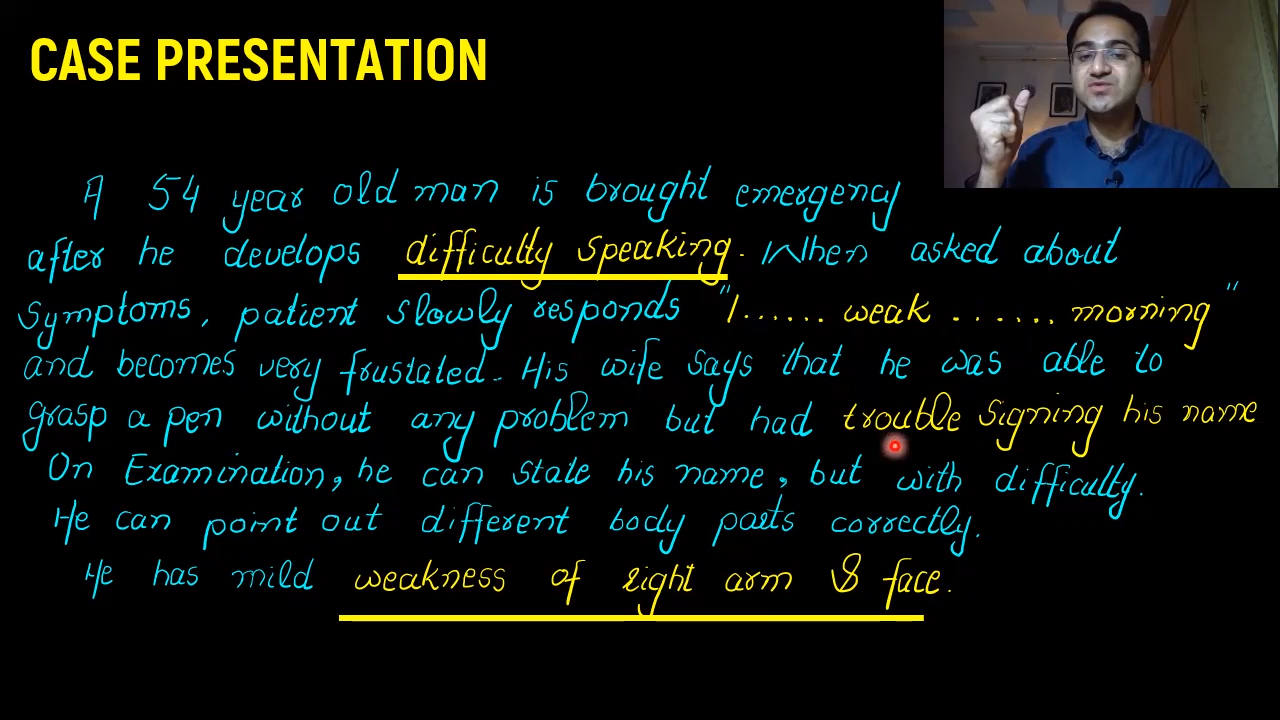 CASE PRESENTATION
A 54 year old man is brought emergency
after he develops difficulty speaking. When asked about
symptoms, patient slowly responds "I...... weak ...... morning"
and becomes very frustated. His wife says that he was able to
grasp a pen without any problem but had trouble signing his name
On Examination, he can state his name, but with difficulty.
He can point out different body parts correctly.
He has mild weakness of right arm & face.